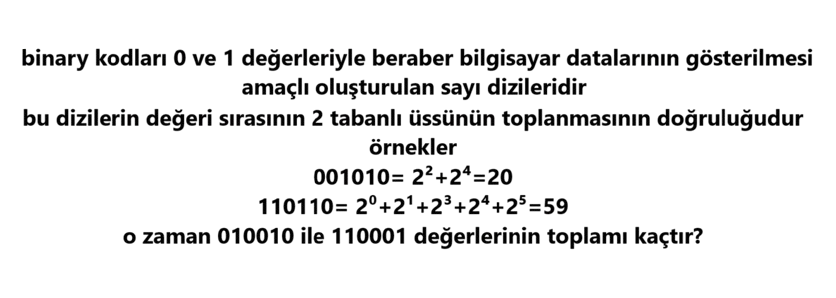 binary kodları 0 ve 1 değerleriyle beraber bilgisayar datalarının gösterilmesi
amaçlı oluşturulan sayı dizileridir
bu dizilerin değeri sırasının 2 tabanlı üssünün toplanmasının doğruluğudur
örnekler
001010= 2²+2⁴=20
110110= 2⁰+2¹+2³+2⁴+2⁵=59
o zaman 010010 ile 110001 değerlerinin toplamı kaçtır?